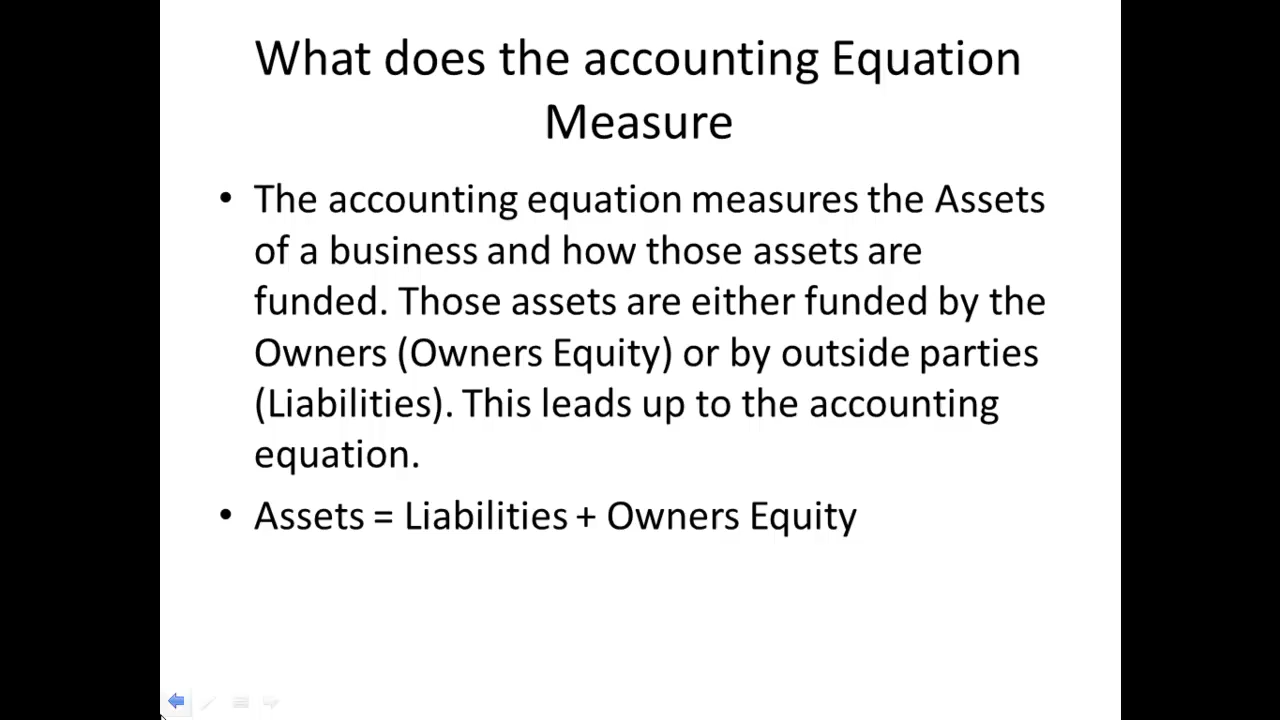 What does the accounting Equation
Measure
• The accounting equation measures the Assets
of a business and how those assets are
funded. Those assets are either funded by the
Owners (Owners Equity) or by outside parties
(Liabilities). This leads up to the accounting
equation.
• Assets = Liabilities + Owners Equity